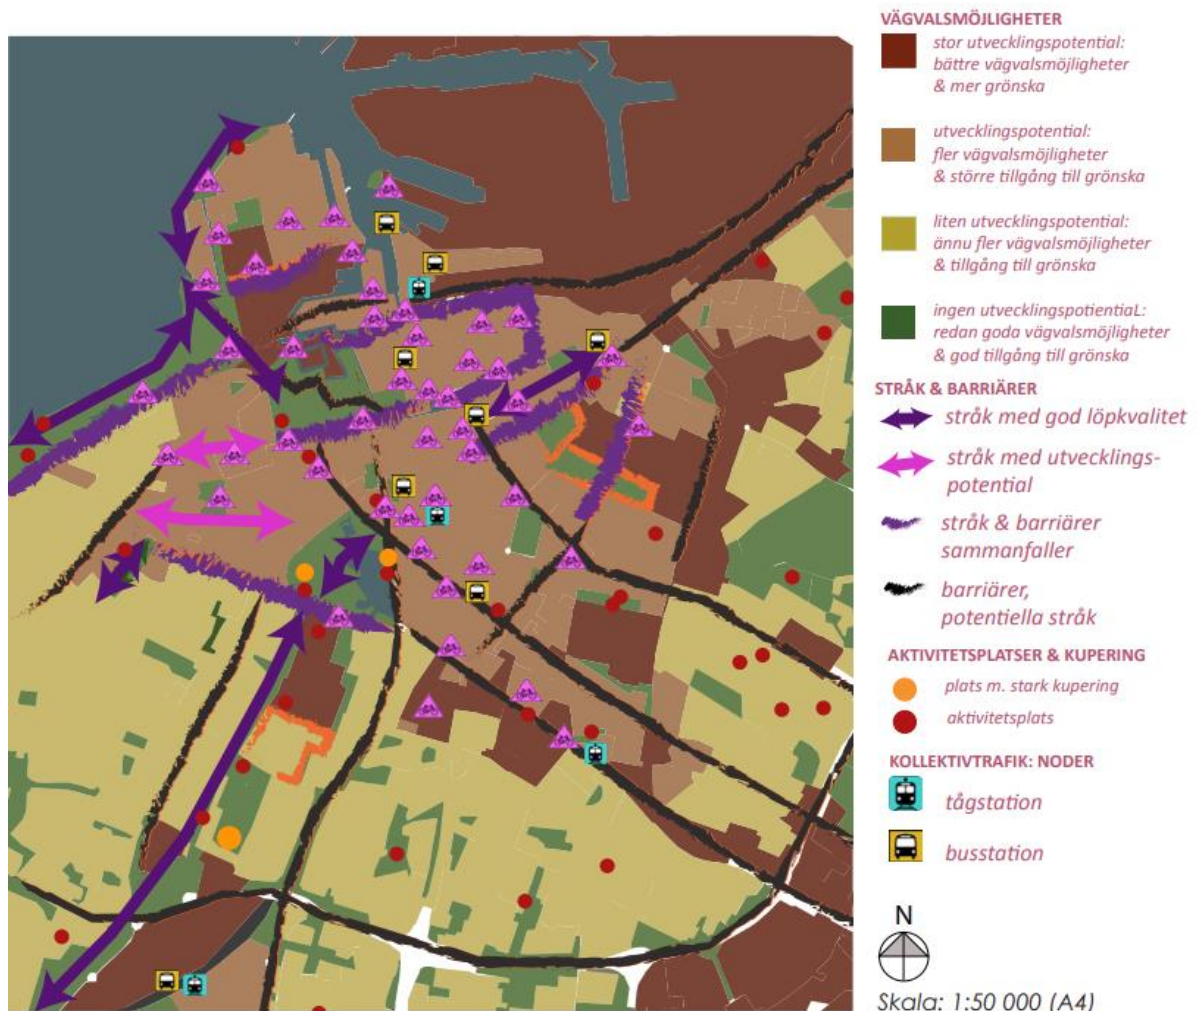 VÄGVALSMÖJLIGHETER
stor utvecklingspotential:
bättre vägvalsmöjligheter
& mer grönska
utvecklingspotential:
fler vägvalsmöjligheter
& större tillgång till grönska
liten utvecklingspotential:
ännu fler vägvalsmöjligheter
& tillgång till grönska
ingen utvecklingspotentiaL:
redan goda vägvalsmöjligheter
& god tillgång till grönska
STRÅK & BARRIÄRER
stråk med god löpkvalitet
stråk med utvecklings-
potential
stråk & barriärer
sammanfaller
barriärer,
potentiella stråk
AKTIVITETSPLATSER & KUPERING
plats m. stark kupering
aktivitetsplats
KOLLEKTIVTRAFIK: NODER
tågstation
busstation
N
Skala: 1:50 000 (A4)